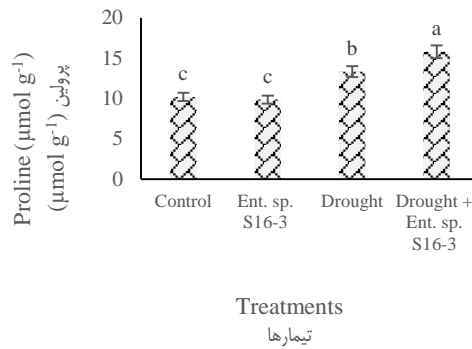 Proline (µmol g-1)
پرولین (µmol g-1)
20
15
10
5
0
c
c
b
a
Control
Ent. sp.
S16-3
Drought
Drought +
Ent. sp.
S16-3
Treatments
تیمارها